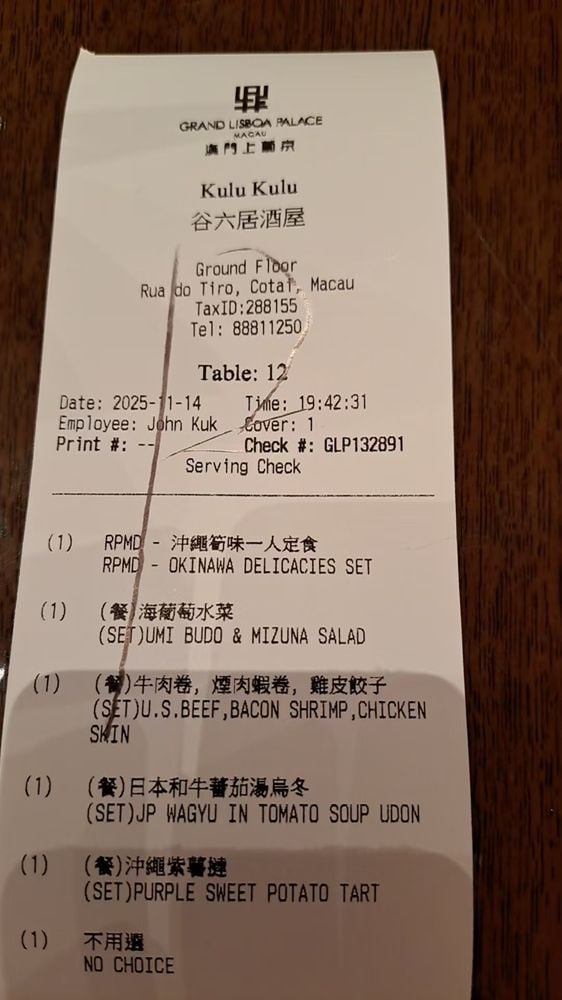 GRAND LISBOA PALACE
MACAU
澳門上葡京
Kulu Kulu
谷六居酒屋
Ground Floor
Rua do Tiro, Cotai, Macau
TaxID:288155
Tel: 88811250
Table: 12
Date: 2025-11-14 Time: 19:42:31
Employee: John Kuk Cover: 1
Print #: -- Check #: GLP132891
Serving Check
(1) RPMD - 沖繩旬味一人定食
RPMD - OKINAWA DELICACIES SET
(1) (餐)海葡萄水菜
(SET)UMI BUDO & MIZUNA SALAD
(1) (餐)牛肉卷, 煙肉蝦卷, 雞皮餃子
(SET)U.S.BEEF,BACON SHRIMP,CHICKEN
SKIN
(1) (餐)日本和牛蕃茄湯烏冬
(SET)JP WAGYU IN TOMATO SOUP UDON
(1) (餐)沖繩紫薯撻
(SET)PURPLE SWEET POTATO TART
(1) 不用選
NO CHOICE